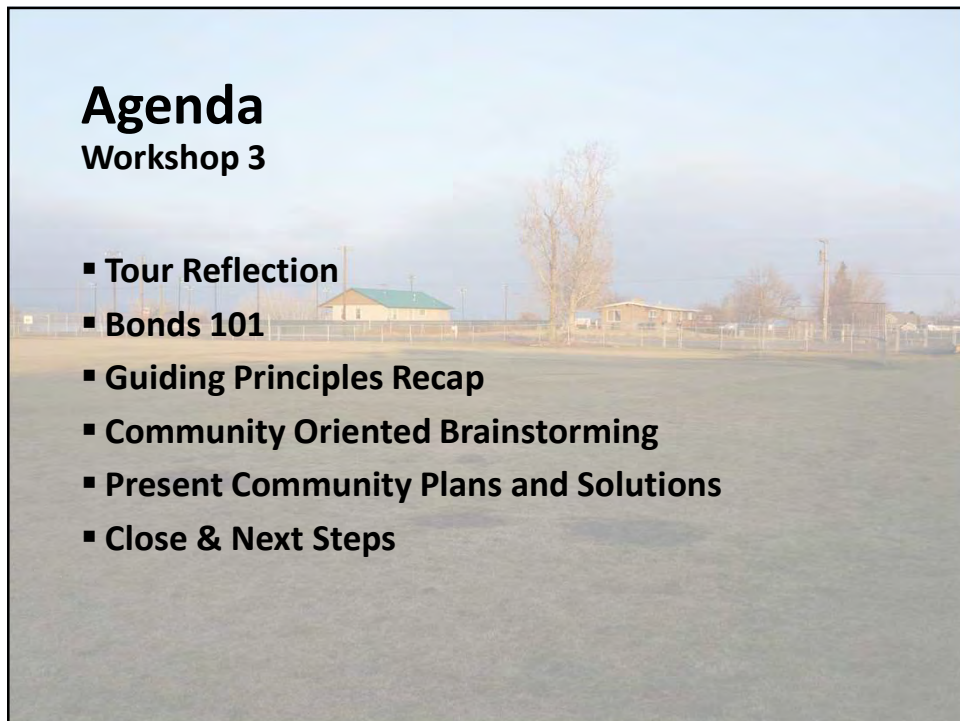 Agenda
Workshop 3
▪ Tour Reflection
▪ Bonds 101
▪ Guiding Principles Recap
▪ Community Oriented Brainstorming
▪ Present Community Plans and Solutions
▪ Close & Next Steps